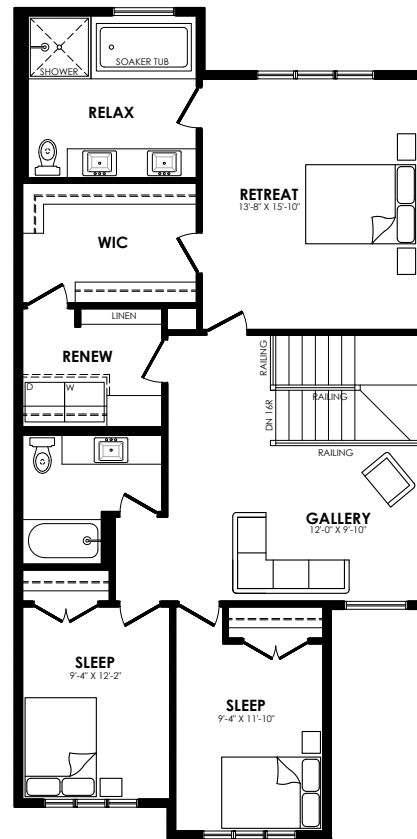 SOAKER TUB
SHOWER
RELAX
RETREAT
13'-8" X 15'-10"
WIC
LINEN
RENEW
D
W
RAILING
RAILING
DN 16R
RAILING
GALLERY
12'-0" X 9'-10"
SLEEP
9'-4" X 12'-2"
SLEEP
9'-4" X 11'-10"